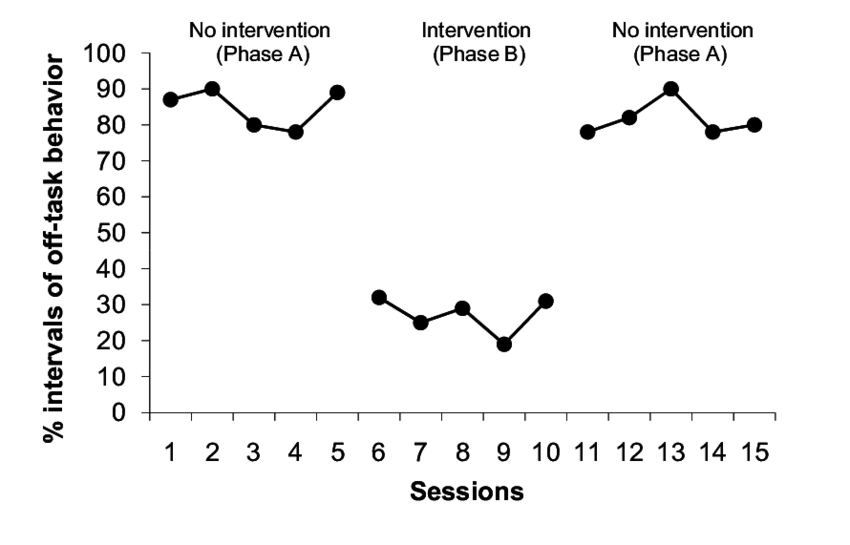 No intervention
(Phase A)
Intervention
(Phase B)
No intervention
(Phase A)
% intervals of off-task behavior
100
90
80
70
60
50
40
30
20
10
0
1 2 3 4 5 6 7 8 9 10 11 12 13 14 15
Sessions